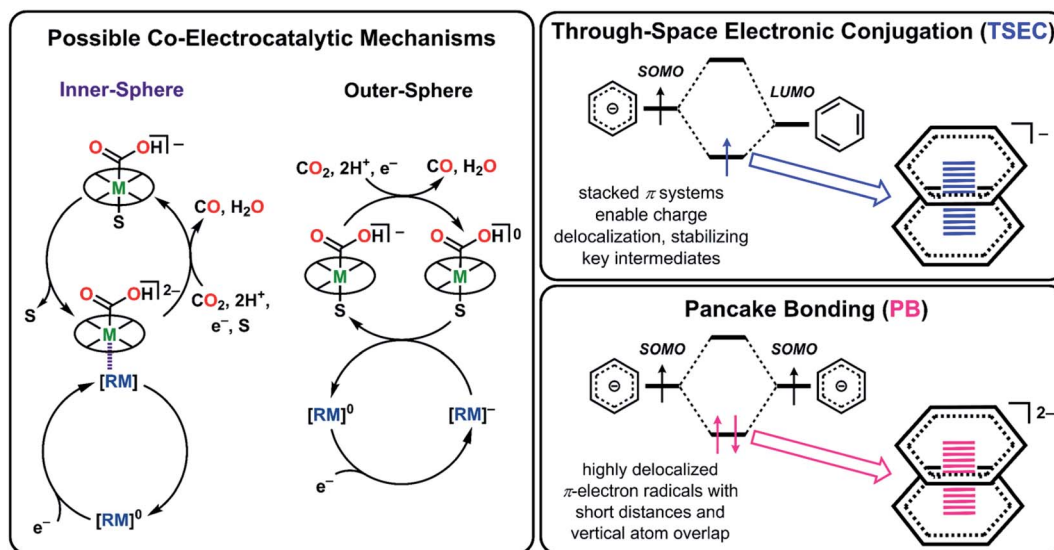 Possible Co-Electrocatalytic Mechanisms
Inner-Sphere
O
OH
–
M
S
CO, H₂O
S
O
OH
2–
M
CO₂, 2H⁺,
e⁻, S
[RM]
e⁻
[RM]⁰
Outer-Sphere
CO₂, 2H⁺, e⁻
CO, H₂O
O
OH
–
M
S
O
OH
0
M
S
[RM]⁰
[RM]⁻
e⁻
Through-Space Electronic Conjugation (TSEC)
SOMO
LUMO
stacked π systems
enable charge
delocalization, stabilizing
key intermediates
–
Pancake Bonding (PB)
SOMO
SOMO
highly delocalized
π-electron radicals with
short distances and
vertical atom overlap
2–